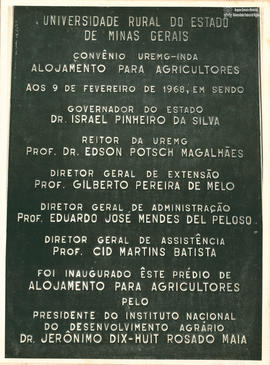 UNIVERSIDADE RURAL DO ESTADO
DE MINAS GERAIS
CONVÊNIO UREMG-INDA
ALOJAMENTO PARA AGRICULTORES
AOS 9 DE FEVEREIRO DE 1968, EM SENDO
GOVERNADOR DO ESTADO
DR. ISRAEL PINHEIRO DA SILVA
REITOR DA UREMG
PROF. DR. EDSON POTSCH MAGALHÃES
DIRETOR GERAL DE EXTENSÃO
PROF. GILBERTO PEREIRA DE MELO
DIRETOR GERAL DE ADMINISTRAÇÃO
PROF. EDUARDO JOSÉ MENDES DEL PELOSO
DIRETOR GERAL DE ASSISTÊNCIA
PROF. CID MARTINS BATISTA
FOI INAUGURADO ÊSTE PRÉDIO DE
ALOJAMENTO PARA AGRICULTORES
PELO
PRESIDENTE DO INSTITUTO NACIONAL
DO DESENVOLVIMENTO AGRÁRIO
DR. JERÔNIMO DIX-HUIT ROSADO MAIA